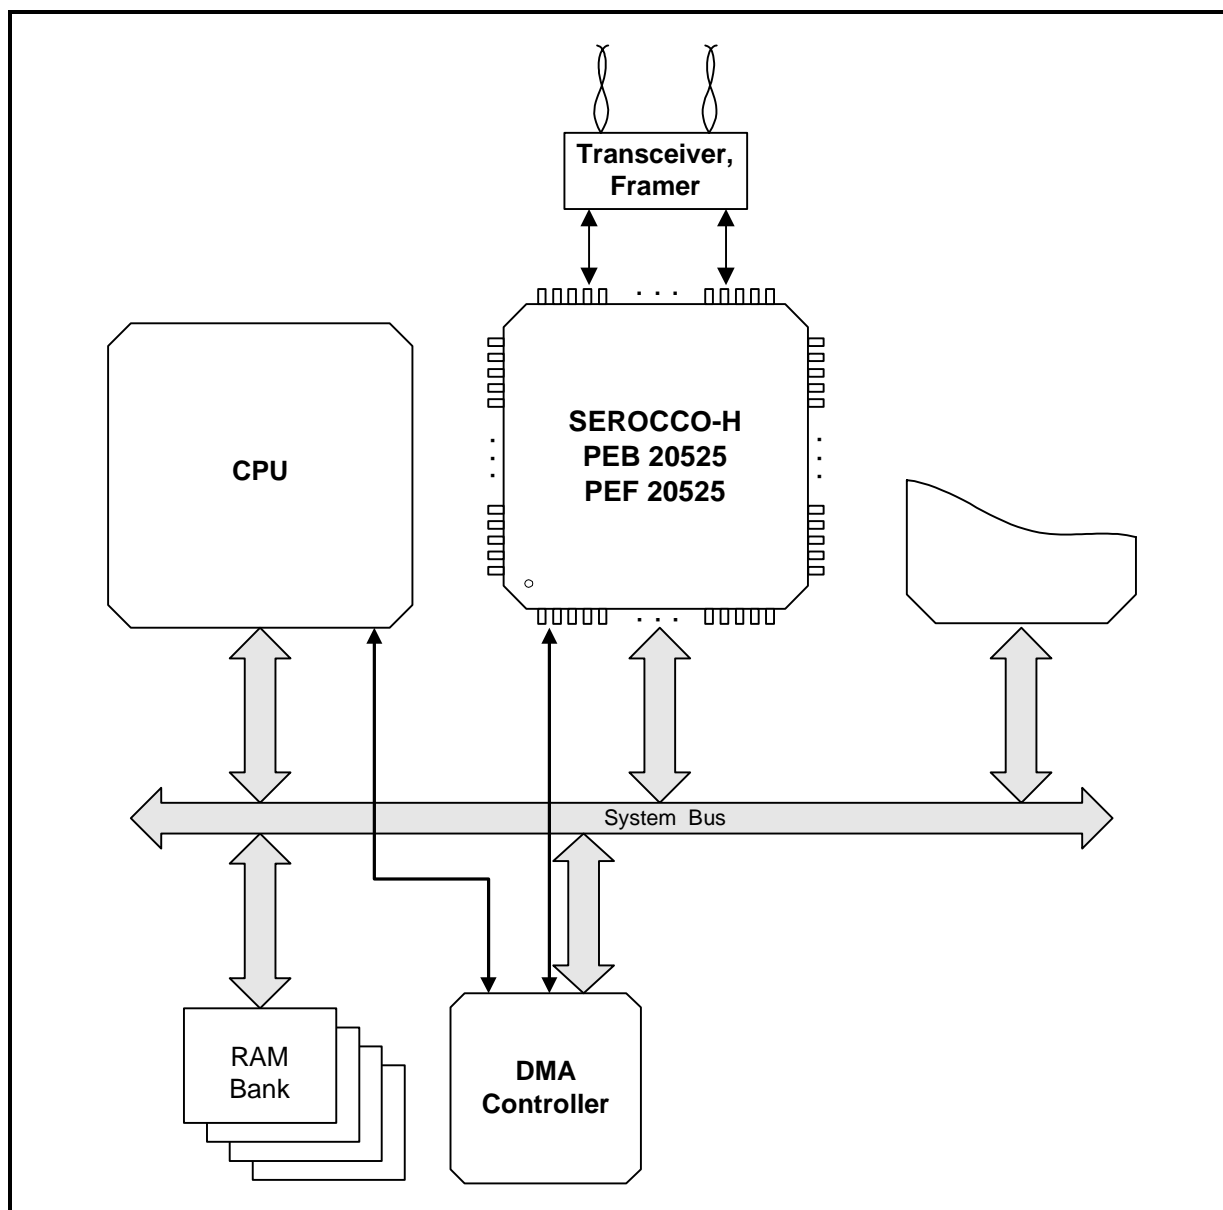 Transceiver,
Framer
SEROCCO-H
PEB 20525
PEF 20525
CPU
System Bus
RAM
Bank
DMA
Controller